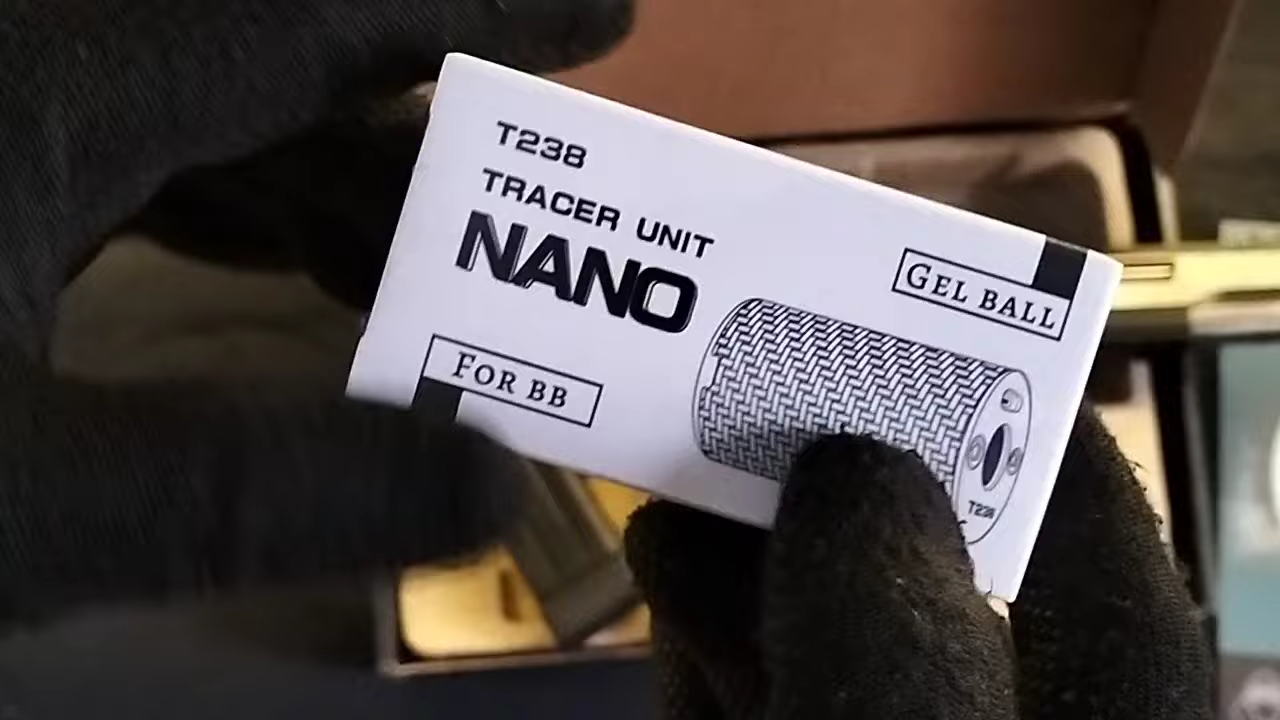 T238
TRACER UNIT
NANO
GEL BALL
FOR BB
T238